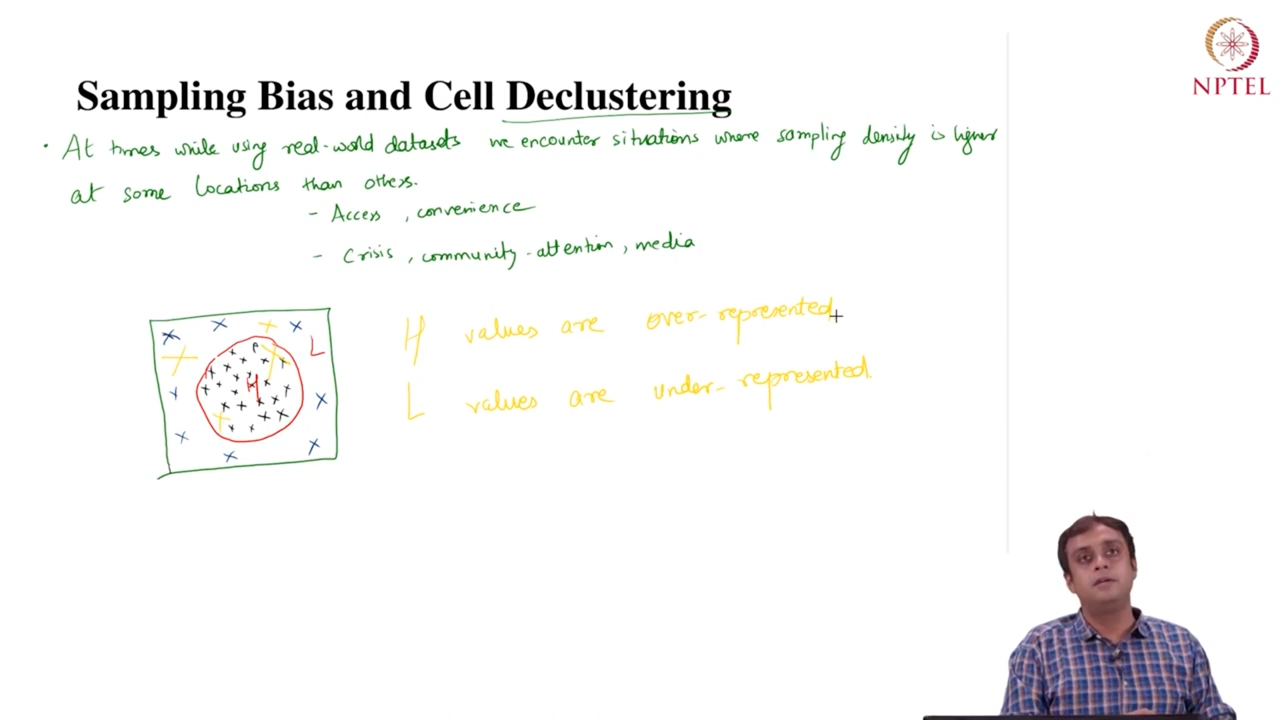 NPTEL
Sampling Bias and Cell Declustering
· At times while using real-world datasets we encounter situations where sampling density is higher
at some locations than others.
- Access, convenience
- Crisis, community-attention, media
L
H
H values are over-represented
L values are under-represented.